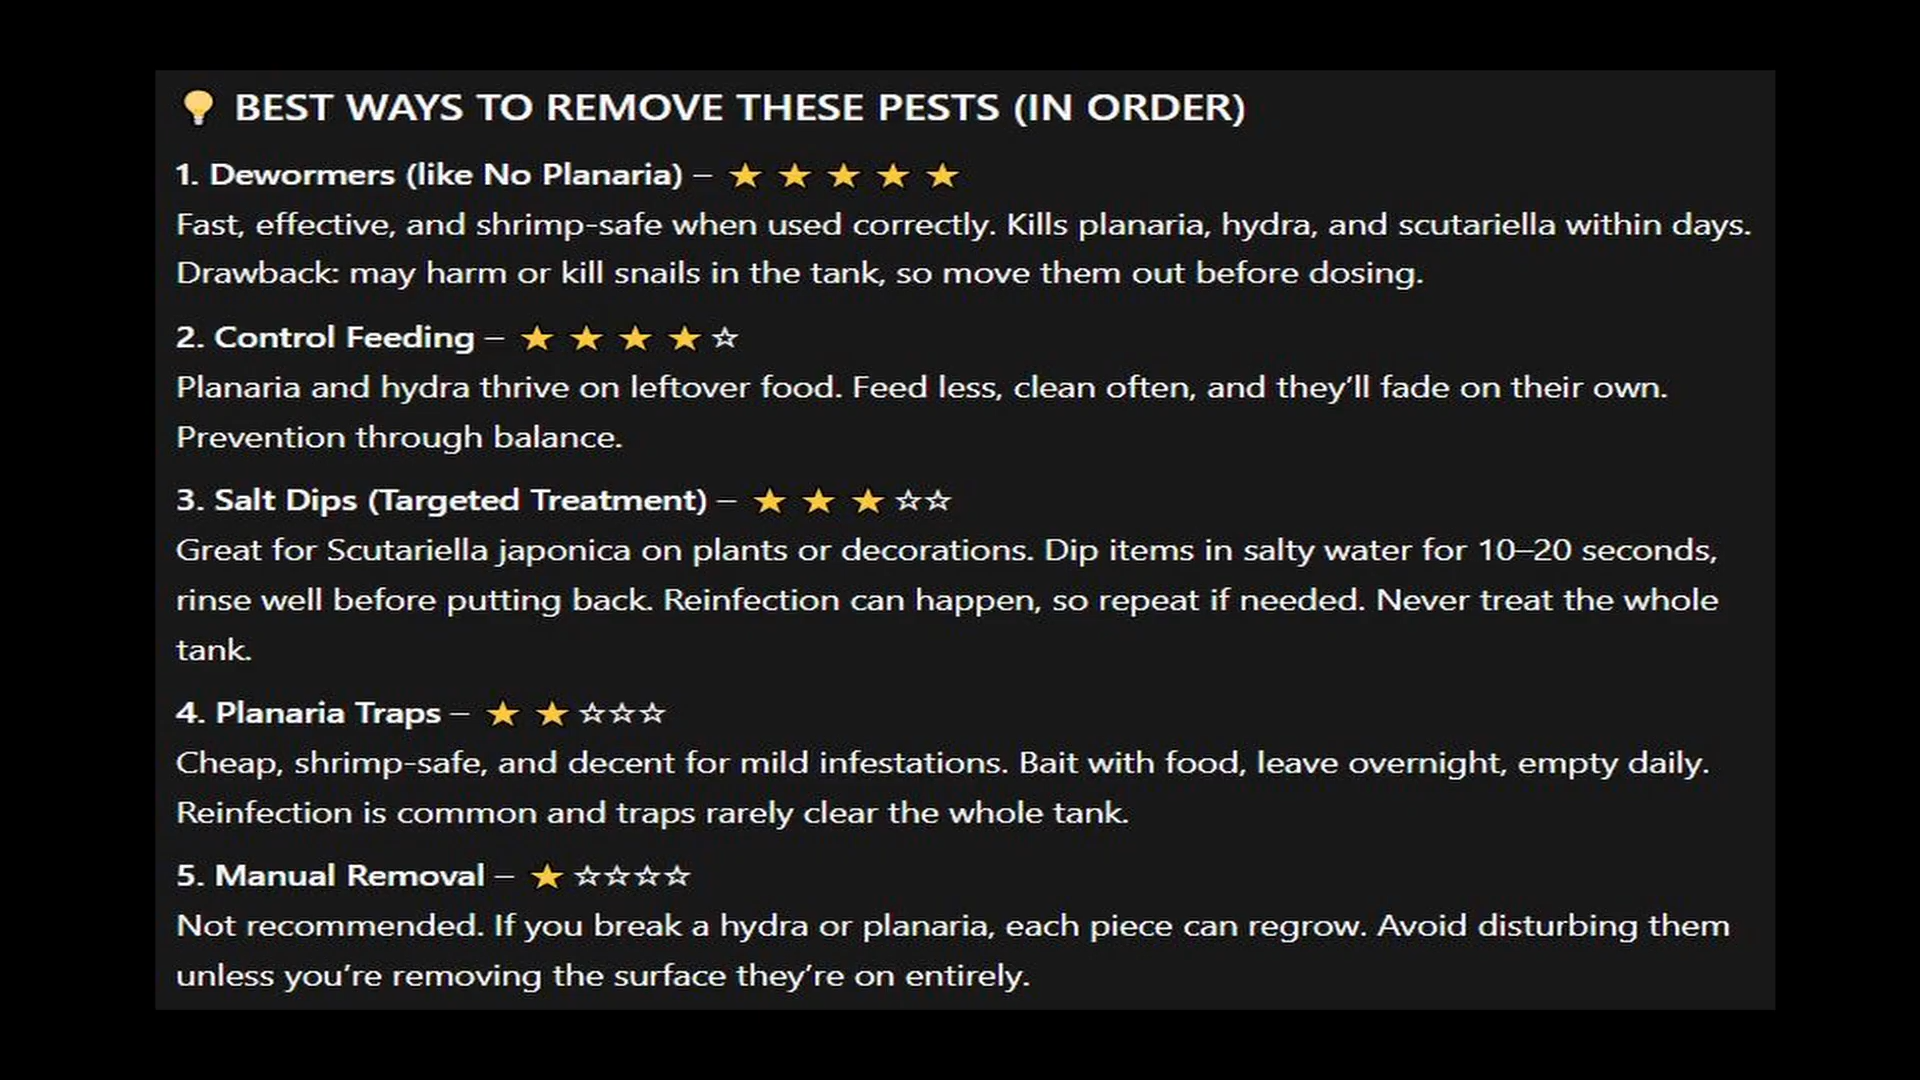 💡 BEST WAYS TO REMOVE THESE PESTS (IN ORDER)
1. Dewormers (like No Planaria) – ★ ★ ★ ★ ★
Fast, effective, and shrimp-safe when used correctly. Kills planaria, hydra, and scutariella within days.
Drawback: may harm or kill snails in the tank, so move them out before dosing.
2. Control Feeding – ★ ★ ★ ★ ☆
Planaria and hydra thrive on leftover food. Feed less, clean often, and they’ll fade on their own.
Prevention through balance.
3. Salt Dips (Targeted Treatment) – ★ ★ ★ ☆☆
Great for Scutariella japonica on plants or decorations. Dip items in salty water for 10–20 seconds,
rinse well before putting back. Reinfection can happen, so repeat if needed. Never treat the whole
tank.
4. Planaria Traps – ★ ★ ☆☆☆
Cheap, shrimp-safe, and decent for mild infestations. Bait with food, leave overnight, empty daily.
Reinfection is common and traps rarely clear the whole tank.
5. Manual Removal – ★ ☆☆☆☆
Not recommended. If you break a hydra or planaria, each piece can regrow. Avoid disturbing them
unless you’re removing the surface they’re on entirely.